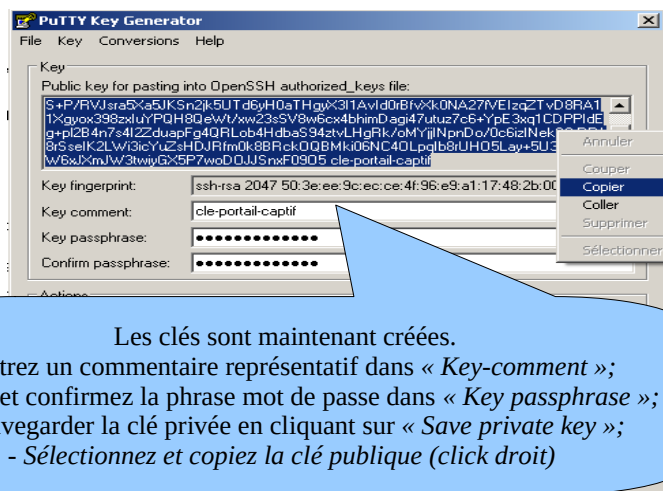 PuTTY Key Generator
File Key Conversions Help
Key
Public key for pasting into OpenSSH authorized_keys file:
W6xJXmJW3twiyGX5P7woD0JJSnxF09O5 cle-portail-captif
Annuler
Couper
Copier
Coller
Supprimer
Sélectionner
Key fingerprint: ssh-rsa 2047 50:3e:ee:9c:ec:ce:4f:96:e9:a1:17:48:2b:00
Key comment: cle-portail-captif
Key passphrase: •••••••••••••
Confirm passphrase: •••••••••••••
Actions
Les clés sont maintenant créées.
trez un commentaire représentatif dans « Key-comment »;
et confirmez la phrase mot de passe dans « Key passphrase »;
vegarder la clé privée en cliquant sur « Save private key »;
- Sélectionnez et copiez la clé publique (click droit)